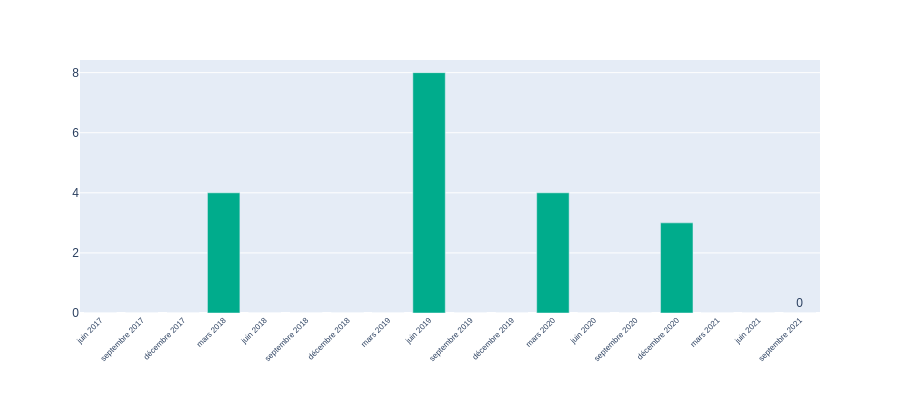 8
6
4
2
0
0
juin 2017
septembre 2017
décembre 2017
mars 2018
juin 2018
septembre 2018
décembre 2018
mars 2019
juin 2019
septembre 2019
décembre 2019
mars 2020
juin 2020
septembre 2020
décembre 2020
mars 2021
juin 2021
septembre 2021